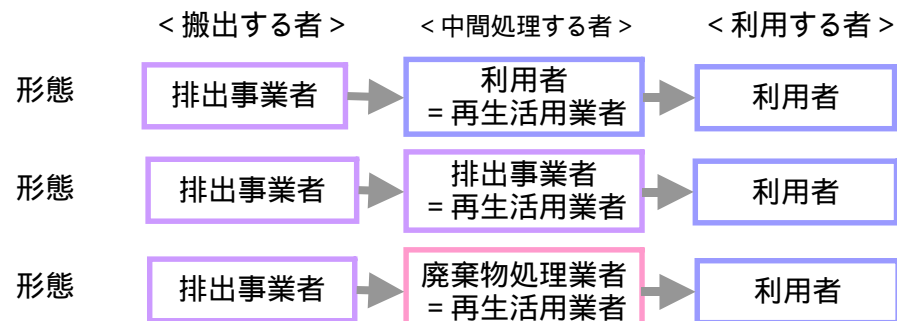 <搬出する者> <中間処理する者> <利用する者>
形態 排出事業者 利用者 利用者
=再生活用業者
形態 排出事業者 排出事業者 利用者
=再生活用業者
形態 排出事業者 廃棄物処理業者 利用者
=再生活用業者